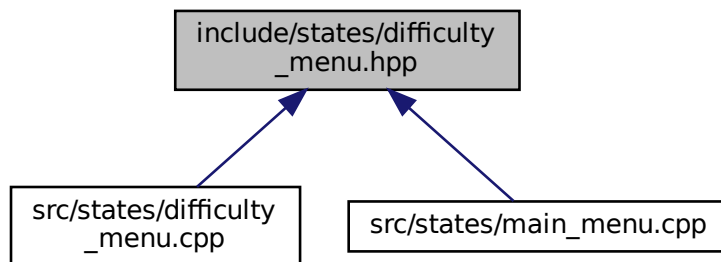 include/states/difficulty
_menu.hpp
src/states/difficulty
_menu.cpp
src/states/main_menu.cpp